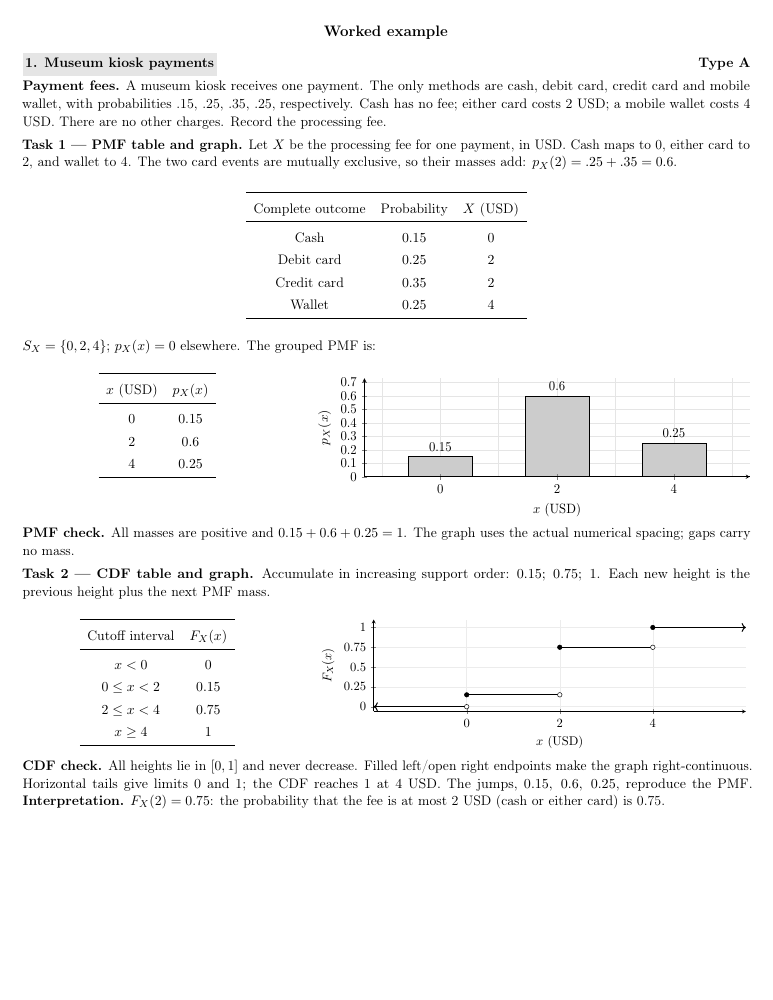 Worked example
1. Museum kiosk payments Type A
Payment fees. A museum kiosk receives one payment. The only methods are cash, debit card, credit card and mobile
wallet, with probabilities .15, .25, .35, .25, respectively. Cash has no fee; either card costs 2 USD; a mobile wallet costs 4
USD. There are no other charges. Record the processing fee.
Task 1 — PMF table and graph. Let X be the processing fee for one payment, in USD. Cash maps to 0, either card to
2, and wallet to 4. The two card events are mutually exclusive, so their masses add: p_X(2) = .25 + .35 = 0.6.
Complete outcome Probability X (USD)
Cash 0.15 0
Debit card 0.25 2
Credit card 0.35 2
Wallet 0.25 4
S_X = {0, 2, 4}; p_X(x) = 0 elsewhere. The grouped PMF is:
x (USD) p_X(x)
0 0.15
2 0.6
4 0.25
p_X(x)
0.7
0.6
0.5
0.4
0.3
0.2
0.1
0
0.15
0.6
0.25
0 2 4
x (USD)
PMF check. All masses are positive and 0.15 + 0.6 + 0.25 = 1. The graph uses the actual numerical spacing; gaps carry
no mass.
Task 2 — CDF table and graph. Accumulate in increasing support order: 0.15; 0.75; 1. Each new height is the
previous height plus the next PMF mass.
Cutoff interval F_X(x)
x < 0 0
0 ≤ x < 2 0.15
2 ≤ x < 4 0.75
x ≥ 4 1
F_X(x)
1
0.75
0.5
0.25
0
0 2 4
x (USD)
CDF check. All heights lie in [0, 1] and never decrease. Filled left/open right endpoints make the graph right-continuous.
Horizontal tails give limits 0 and 1; the CDF reaches 1 at 4 USD. The jumps, 0.15, 0.6, 0.25, reproduce the PMF.
Interpretation. F_X(2) = 0.75: the probability that the fee is at most 2 USD (cash or either card) is 0.75.